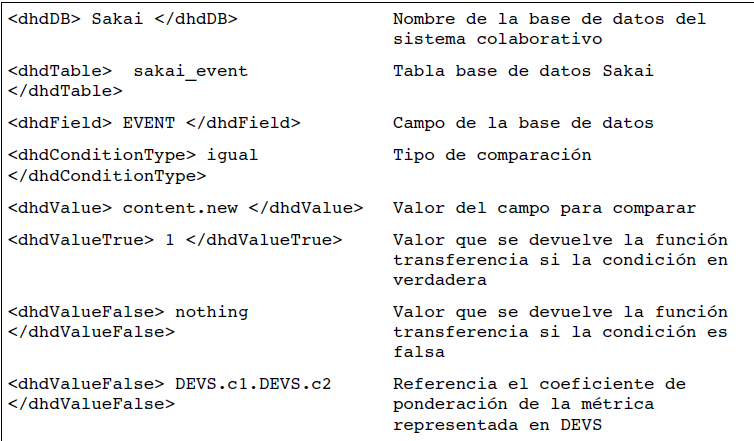 <dhdDB> Sakai </dhdDB> Nombre de la base de datos del
sistema colaborativo
<dhdTable>  sakai_event Tabla base de datos Sakai
</dhdTable>
<dhdField> EVENT </dhdField> Campo de la base de datos
<dhdConditionType> igual Tipo de comparación
</dhdConditionType>
<dhdValue> content.new </dhdValue> Valor del campo para comparar
<dhdValueTrue> 1 </dhdValueTrue> Valor que se devuelve la función
transferencia si la condición en
verdadera
<dhdValueFalse> nothing Valor que se devuelve la función
</dhdValueFalse> transferencia si la condición es
falsa
<dhdValueFalse> DEVS.c1.DEVS.c2 Referencia el coeficiente de
</dhdValueFalse> ponderación de la métrica
representada en DEVS